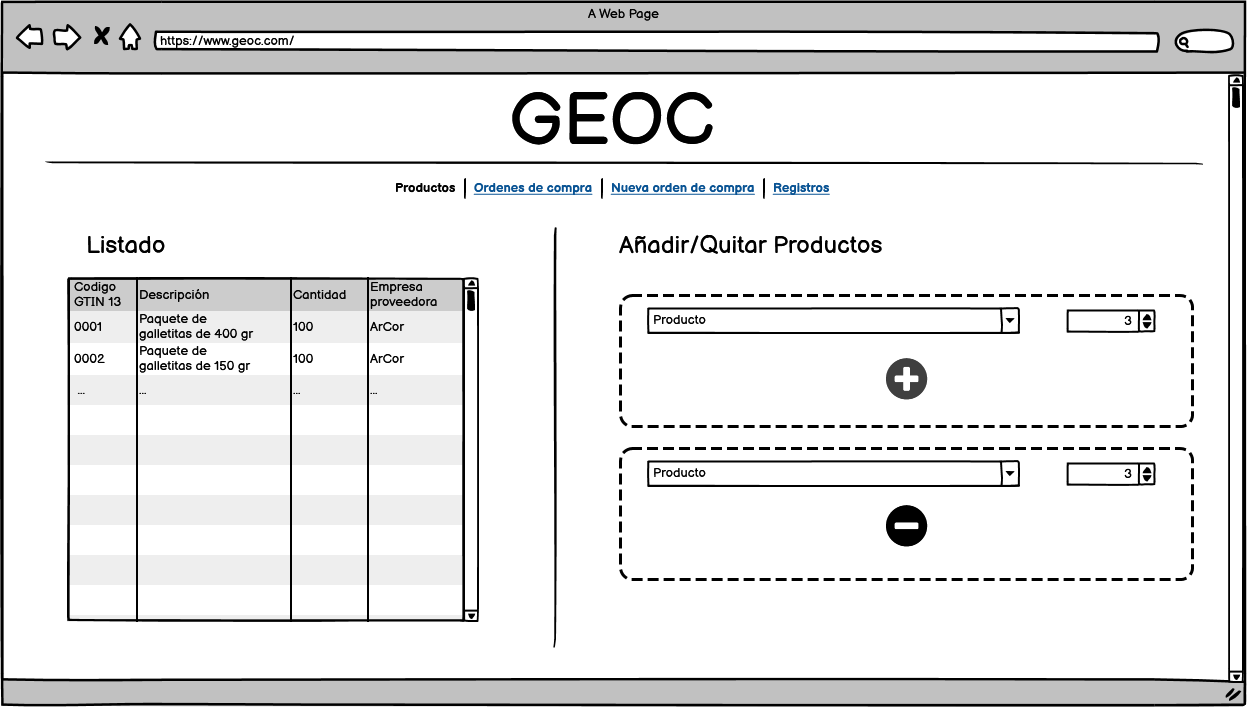 A Web Page
https://www.geoc.com/
GEOC
Productos | Ordenes de compra | Nueva orden de compra | Registros
Listado
Codigo GTIN 13 Descripción Cantidad Empresa proveedora
0001 Paquete de galletitas de 400 gr 100 ArCor
0002 Paquete de galletitas de 150 gr 100 ArCor
... ... ... ...
Añadir/Quitar Productos
Producto 3
Producto 3